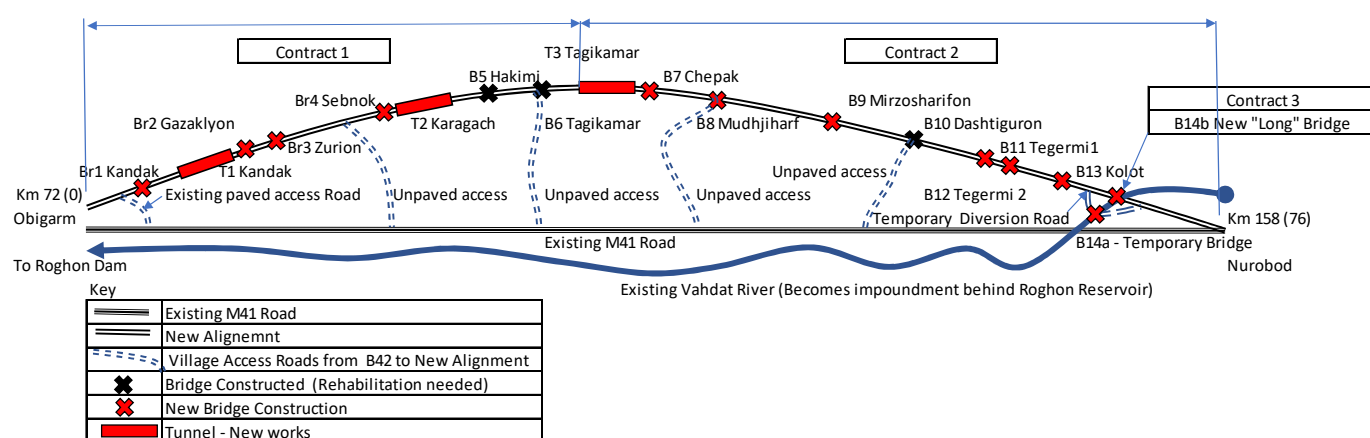 Contract 1
Contract 2
T3 Tagikamar
B5 Hakimi
B7 Chepak
Br4 Sebnok
Contract 3
B9 Mirzosharifon
Br2 Gazaklyon
T2 Karagach
B6 Tagikamar
B8 Mudhjiharf
B10 Dashtiguron
B14b New "Long" Bridge
Br3 Zurion
B11 Tegermi1
Br1 Kandak
T1 Kandak
Unpaved access
B13 Kolot
Km 72 (0)
Existing paved access Road
Unpaved access
Unpaved access
Unpaved access
B12 Tegermi 2
Obigarm
Temporary Diversion Road
Km 158 (76)
Existing M41 Road
B14a - Temporary Bridge
To Roghon Dam
Nurobod
Key
Existing Vahdat River (Becomes impoundment behind Roghon Reservoir)
Existing M41 Road
New Alignemnt
Village Access Roads from B42 to New Alignment
Bridge Constructed (Rehabilitation needed)
New Bridge Construction
Tunnel - New works